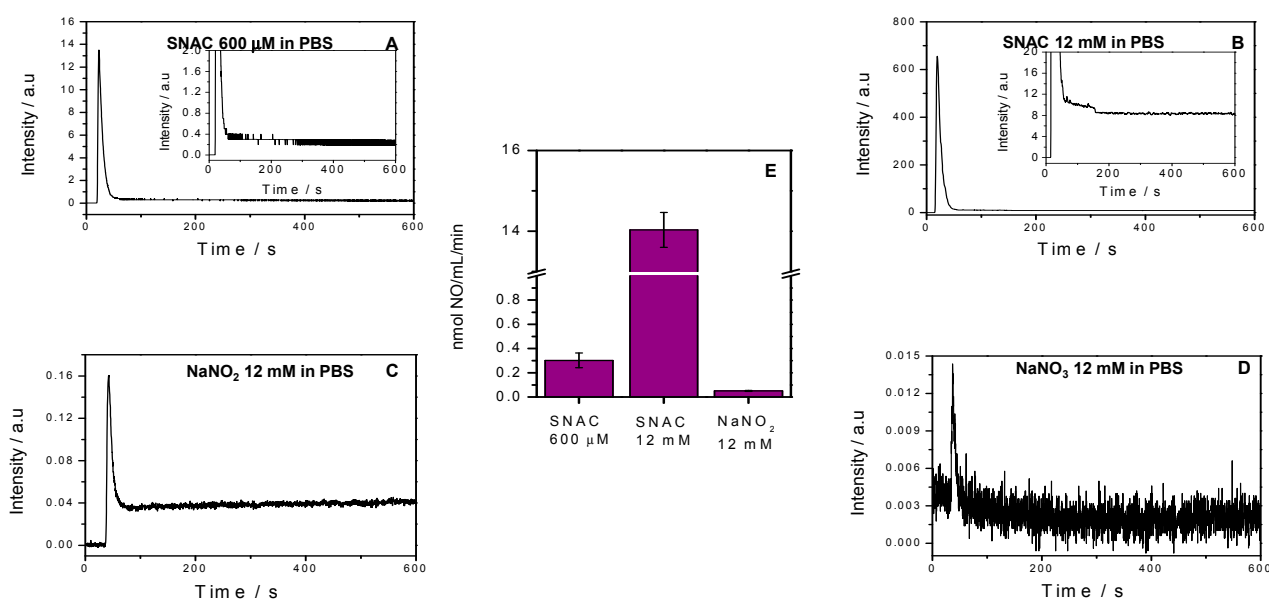 SNAC 600 μM in PBS A
Intensity / a.u
16
14
12
10
8
6
4
2
0
0 200 400 600
Time / s
Intensity / a.u
2.0
1.6
1.2
0.8
0.4
0.0
0 200 400 600
Time / s
SNAC 12 mM in PBS B
Intensity / a.u
800
600
400
200
0
0 200 400 600
Time / s
Intensity / a.u
20
16
12
8
4
0
0 200 400 600
Time / s
E
nmol NO/mL/min
16
14
0.8
0.6
0.4
0.3
0.2
0.0
SNAC SNAC NaNO₂
600 μM 12 mM 12 mM
NaNO₂ 12 mM in PBS C
Intensity / a.u
0.16
0.12
0.08
0.04
0.00
0 200 400 600
Time / s
NaNO₃ 12 mM in PBS D
Intensity / a.u
0.015
0.012
0.009
0.006
0.003
0.000
0 200 400 600
Time / s